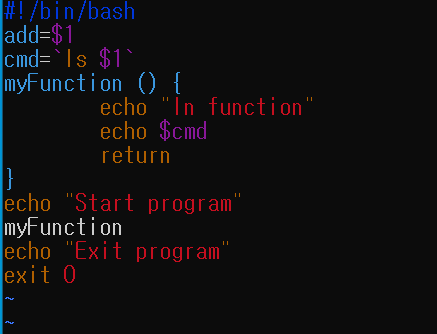 #!/bin/bash
add=$1
cmd=`ls $1`
myFunction () {
        echo "In function"
        echo $cmd
        return
}
echo "Start program"
myFunction
echo "Exit program"
exit 0
~
~